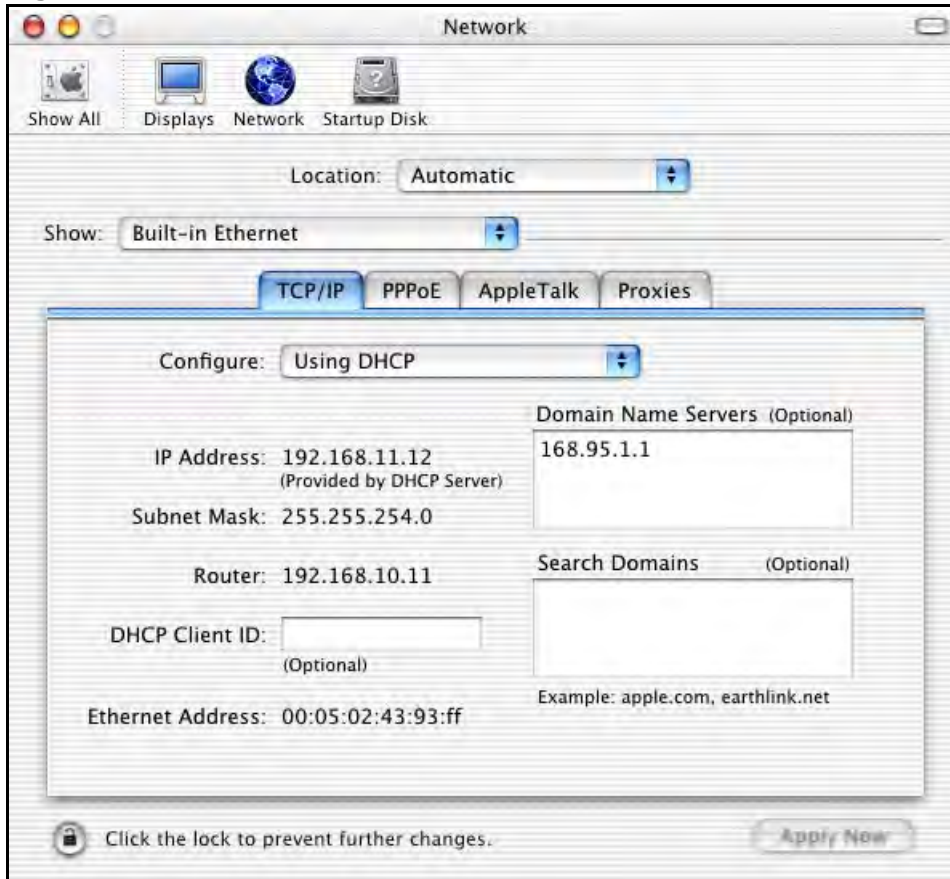 Network
Show All
Displays
Network
Startup Disk
Location: Automatic
Show: Built-in Ethernet
TCP/IP
PPPoE
AppleTalk
Proxies
Configure: Using DHCP
Domain Name Servers (Optional)
168.95.1.1
IP Address: 192.168.11.12
(Provided by DHCP Server)
Subnet Mask: 255.255.254.0
Router: 192.168.10.11
Search Domains (Optional)
DHCP Client ID:
(Optional)
Example: apple.com, earthlink.net
Ethernet Address: 00:05:02:43:93:ff
Click the lock to prevent further changes.
Apply Now